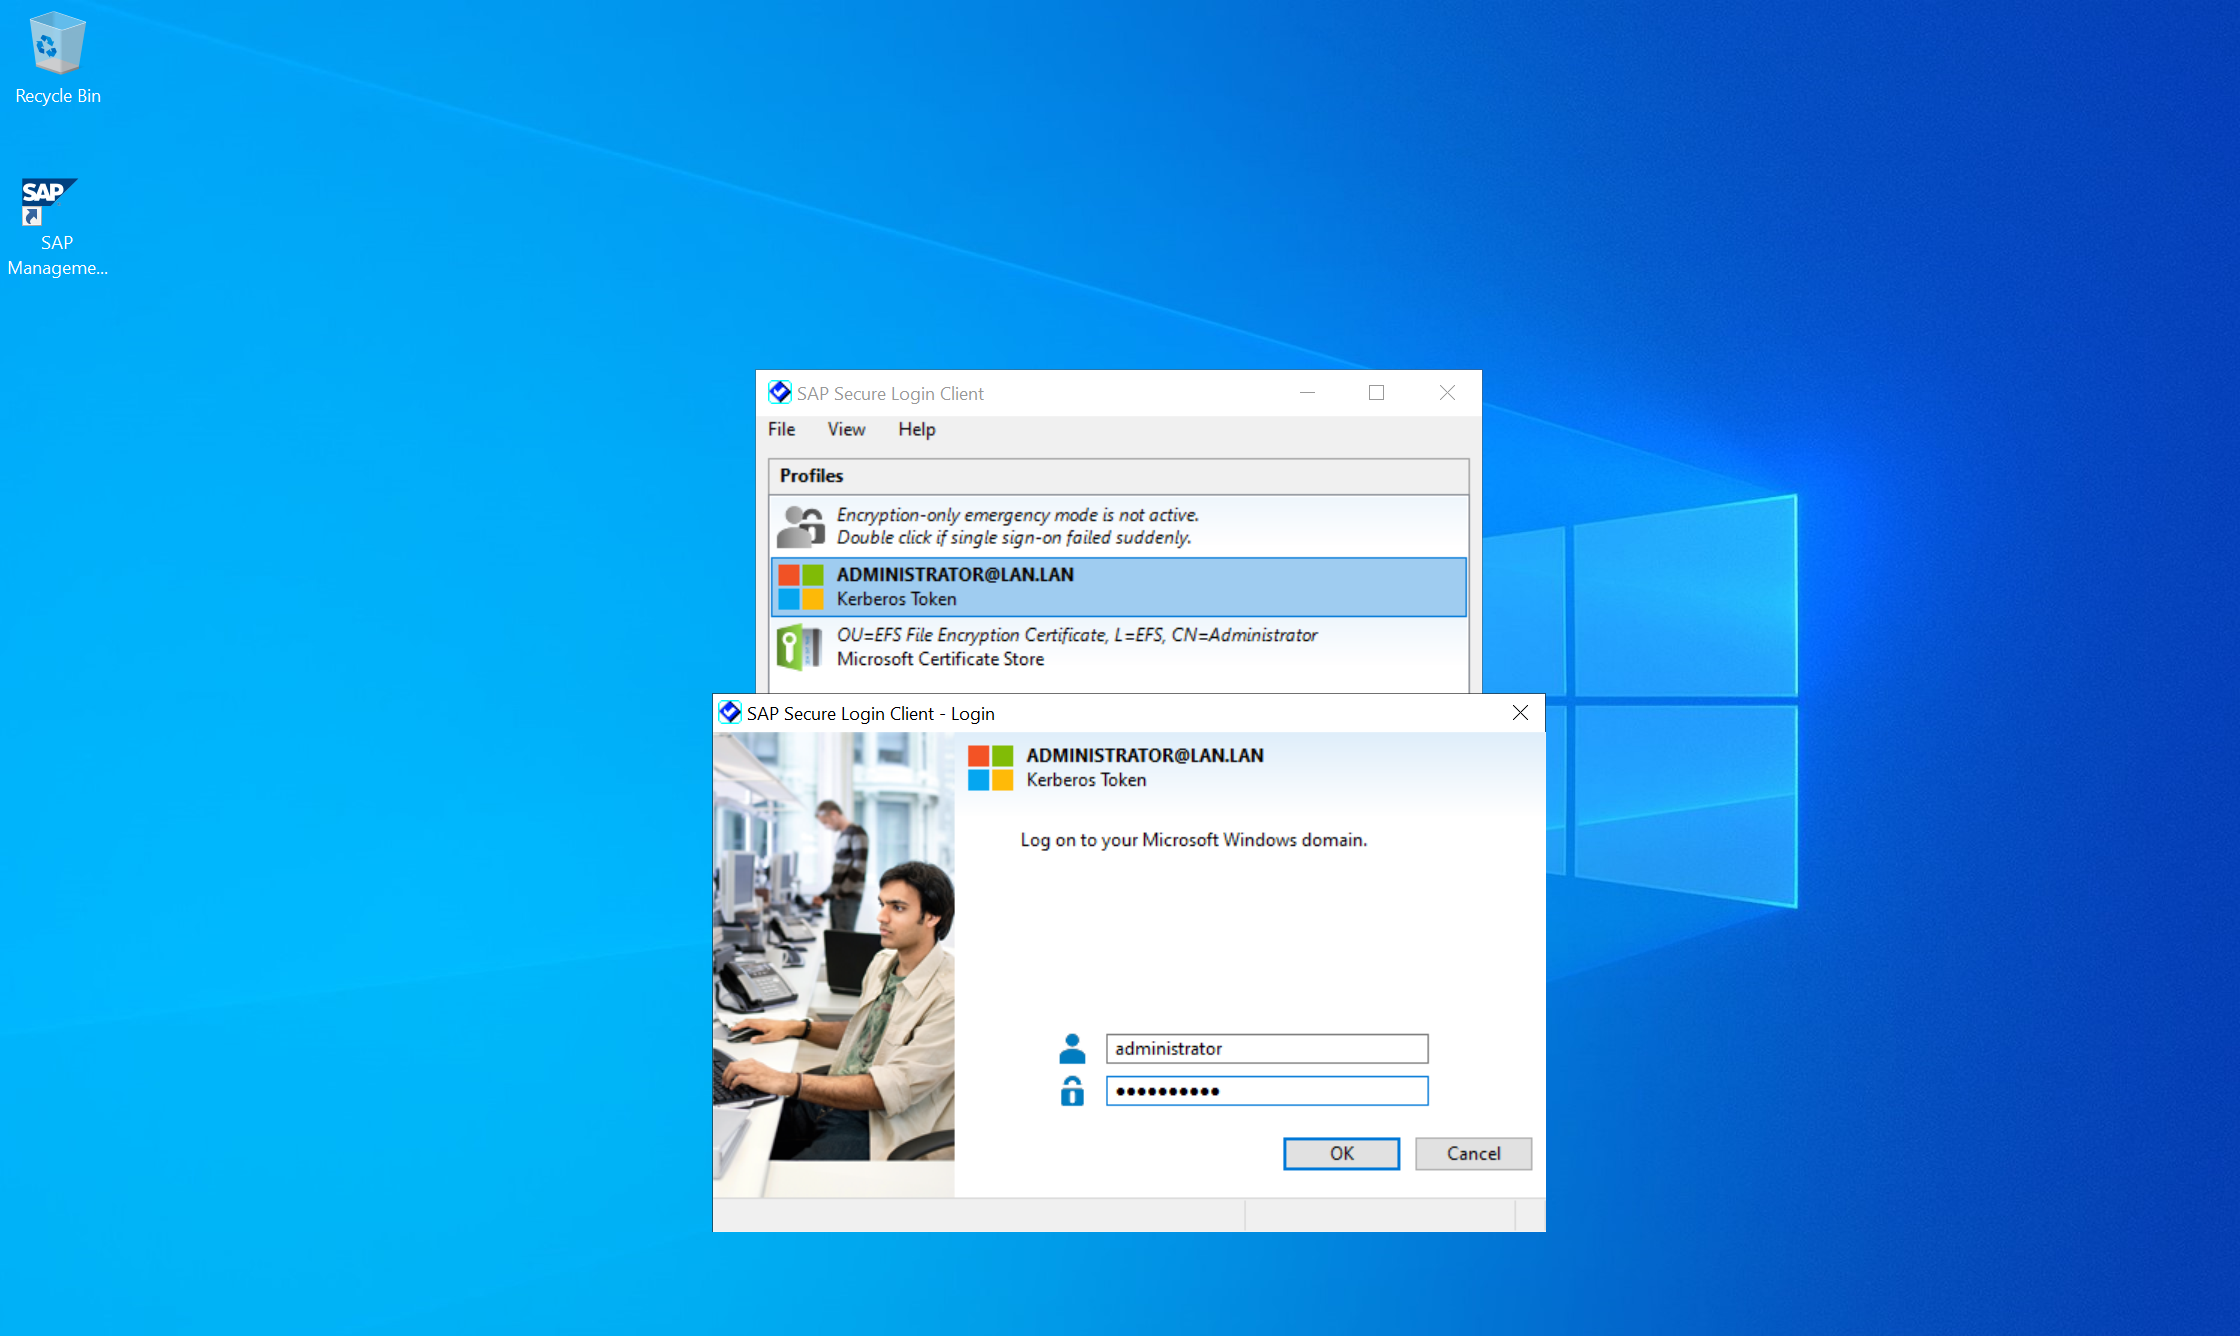 Recycle Bin
SAP
SAP
Manageme...
SAP Secure Login Client
File View Help
Profiles
Encryption-only emergency mode is not active.
Double click if single sign-on failed suddenly.
ADMINISTRATOR@LAN.LAN
Kerberos Token
OU=EFS File Encryption Certificate, L=EFS, CN=Administrator
Microsoft Certificate Store
SAP Secure Login Client - Login
ADMINISTRATOR@LAN.LAN
Kerberos Token
Log on to your Microsoft Windows domain.
administrator
●●●●●●●●●●
OK Cancel